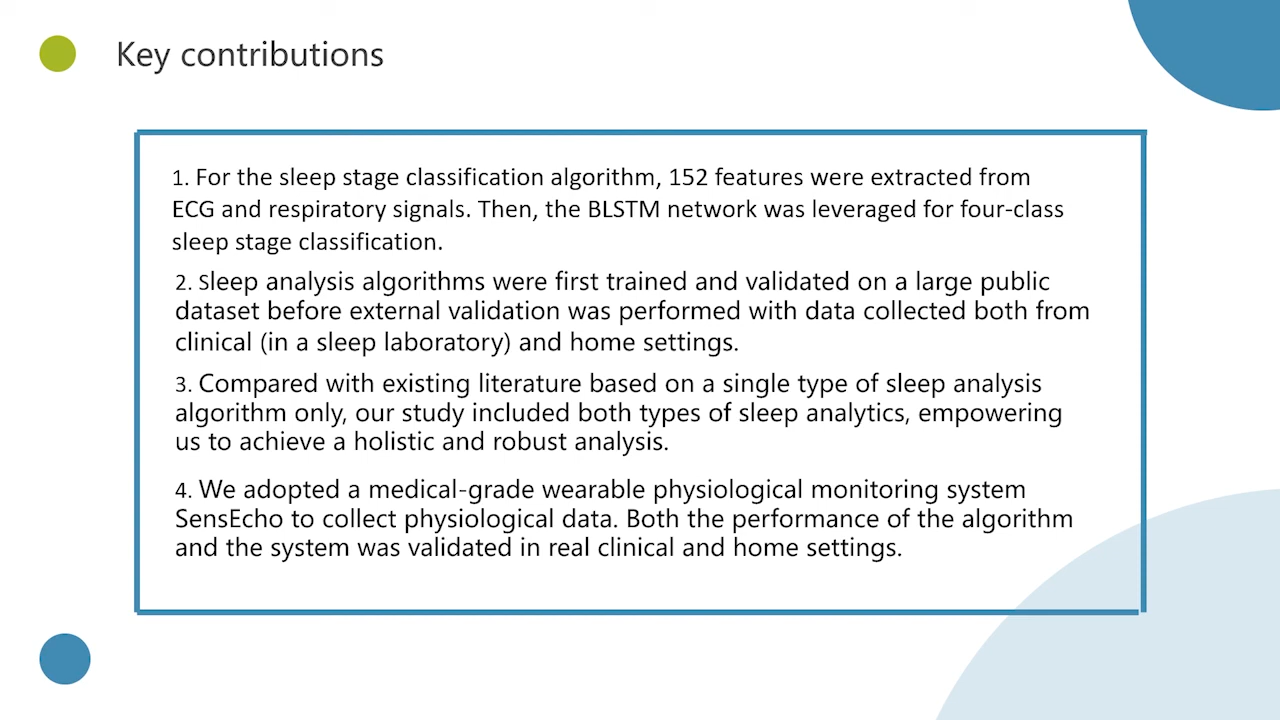 Key contributions
1. For the sleep stage classification algorithm, 152 features were extracted from
ECG and respiratory signals. Then, the BLSTM network was leveraged for four-class
sleep stage classification.
2. Sleep analysis algorithms were first trained and validated on a large public
dataset before external validation was performed with data collected both from
clinical (in a sleep laboratory) and home settings.
3. Compared with existing literature based on a single type of sleep analysis
algorithm only, our study included both types of sleep analytics, empowering
us to achieve a holistic and robust analysis.
4. We adopted a medical-grade wearable physiological monitoring system
SensEcho to collect physiological data. Both the performance of the algorithm
and the system was validated in real clinical and home settings.